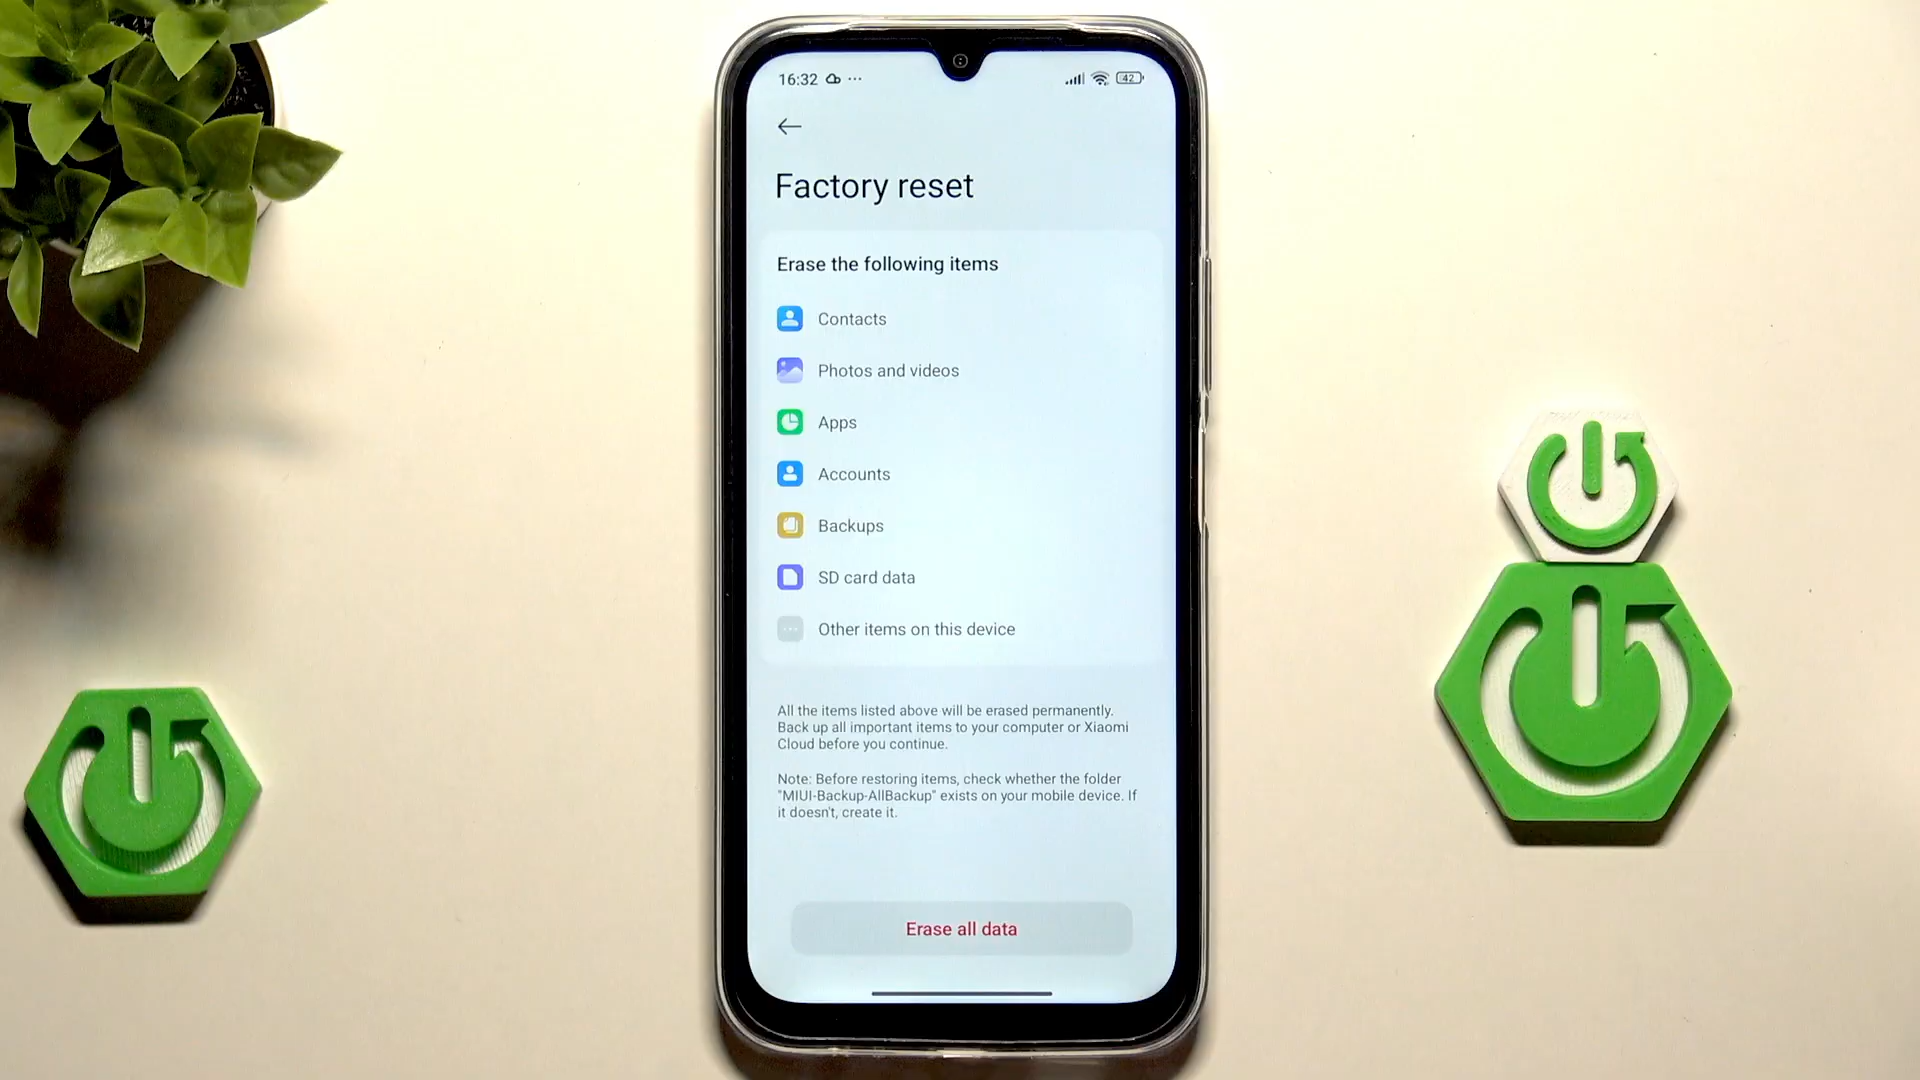 16:32 ... 42
Factory reset
Erase the following items
Contacts
Photos and videos
Apps
Accounts
Backups
SD card data
Other items on this device
All the items listed above will be erased permanently.
Back up all important items to your computer or Xiaomi
Cloud before you continue.
Note: Before restoring items, check whether the folder
"MIUI-Backup-AllBackup" exists on your mobile device. If
it doesn't, create it.
Erase all data